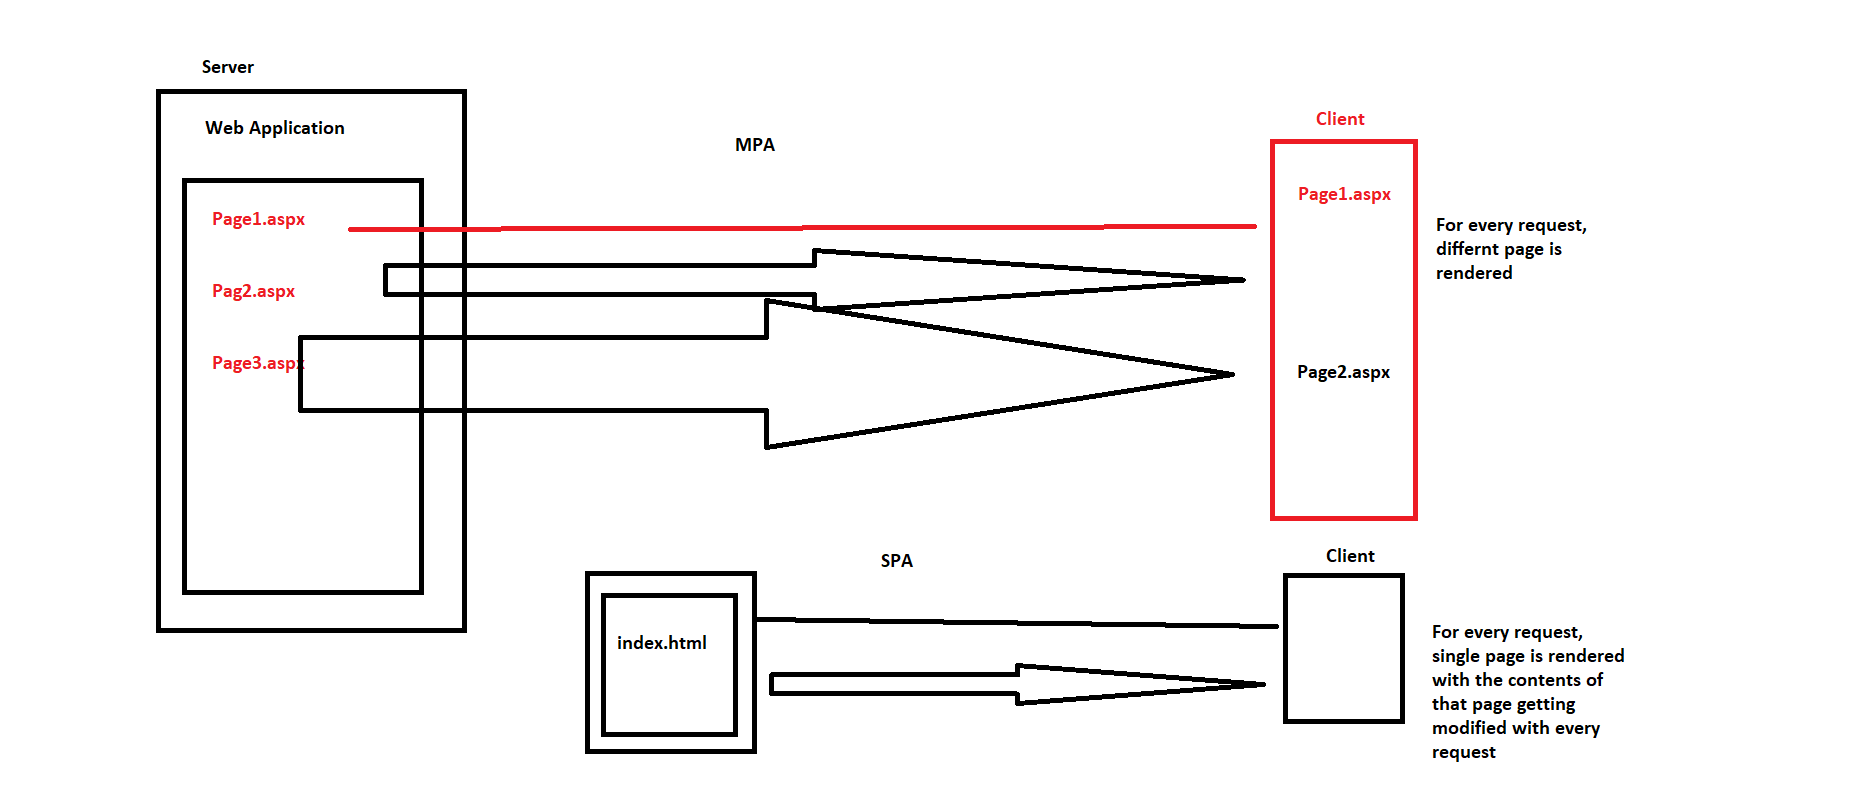 Server
Web Application
Page1.aspx
Pag2.aspx
Page3.aspx
MPA
Client
Page1.aspx
Page2.aspx
For every request,
differnt page is
rendered
SPA
index.html
Client
For every request,
single page is rendered
with the contents of
that page getting
modified with every
request